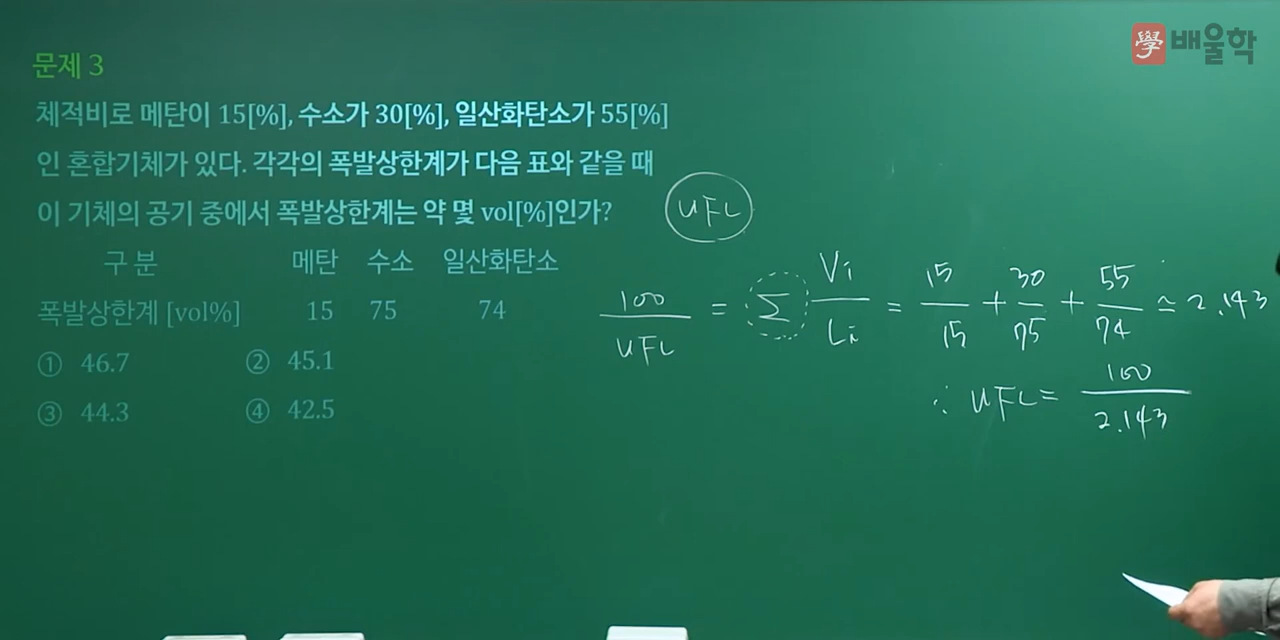 學 배울학
문제 3
체적비로 메탄이 15[%], 수소가 30[%], 일산화탄소가 55[%]
인 혼합기체가 있다. 각각의 폭발상한계가 다음 표와 같을 때
이 기체의 공기 중에서 폭발상한계는 약 몇 vol[%]인가?
구 분 메탄 수소 일산화탄소
폭발상한계 [vol%] 15 75 74
① 46.7 ② 45.1
③ 44.3 ④ 42.5
UFL
100/UFL = Σ Vi/Li = 15/15 + 30/75 + 55/74 ≃ 2.143
∴ UFL = 100/2.143